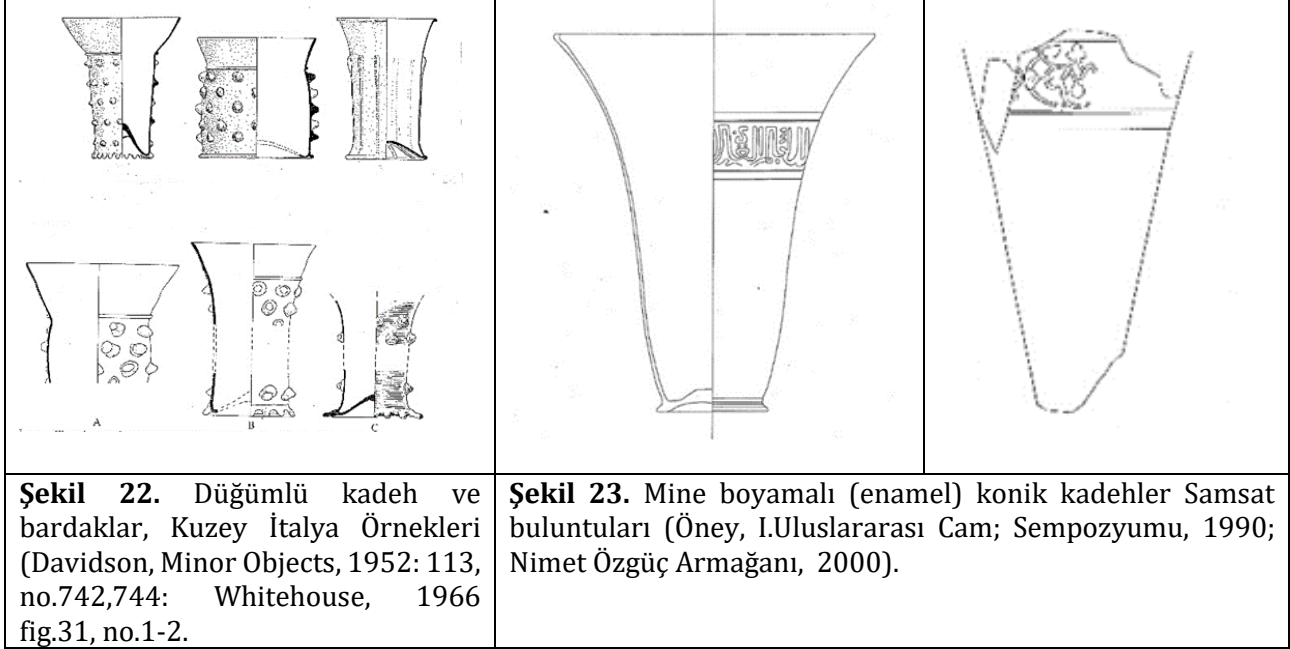 A B C
Şekil 22. Düğümlü kadeh ve
bardaklar, Kuzey İtalya Örnekleri
(Davidson, Minor Objects, 1952: 113,
no.742,744: Whitehouse, 1966
fig.31, no.1-2.
Şekil 23. Mine boyamalı (enamel) konik kadehler Samsat
buluntuları (Öney, I.Uluslararası Cam; Sempozyumu, 1990;
Nimet Özgüç Armağanı, 2000).